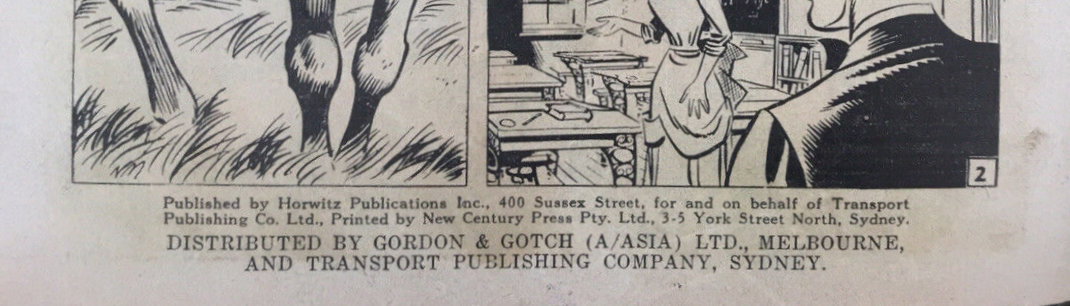 2
Published by Horwitz Publications Inc., 400 Sussex Street, for and on behalf of Transport
Publishing Co. Ltd., Printed by New Century Press Pty. Ltd., 3-5 York Street North, Sydney.
DISTRIBUTED BY GORDON & GOTCH (A/ASIA) LTD., MELBOURNE,
AND TRANSPORT PUBLISHING COMPANY, SYDNEY.